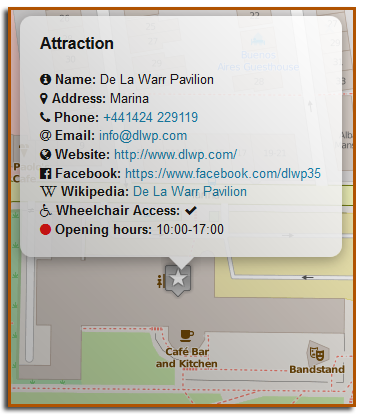 Attraction
Name: De La Warr Pavilion
Address: Marina
Phone: +441424 229119
@ Email: info@dlwp.com
Website: http://www.dlwp.com/
Facebook: https://www.facebook.com/dlwp35
W Wikipedia: De La Warr Pavilion
Wheelchair Access: ✔
Opening hours: 10:00-17:00
Café Bar
and Kitchen
Bandstand